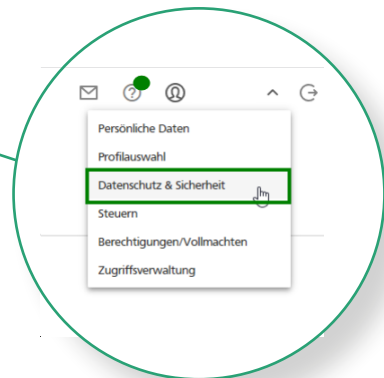 Persönliche Daten
Profilauswahl
Datenschutz & Sicherheit
Steuern
Berechtigungen/Vollmachten
Zugriffsverwaltung